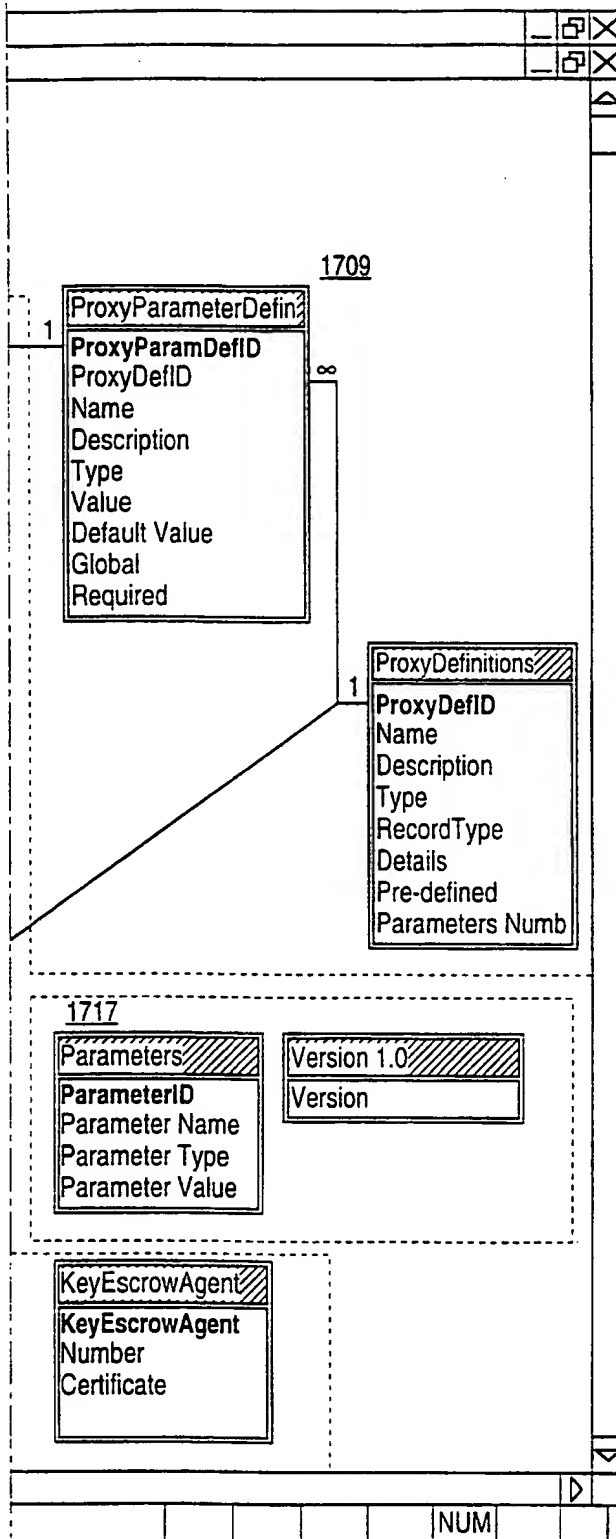 1709
ProxyParameterDefin
1
ProxyParamDefID
∞
ProxyDefID
Name
Description
Type
Value
Default Value
Global
Required
ProxyDefinitions
1
ProxyDefID
Name
Description
Type
RecordType
Details
Pre-defined
Parameters Numb
1717
Parameters
ParameterID
Parameter Name
Parameter Type
Parameter Value
Version 1.0
Version
KeyEscrowAgent
KeyEscrowAgent
Number
Certificate
NUM